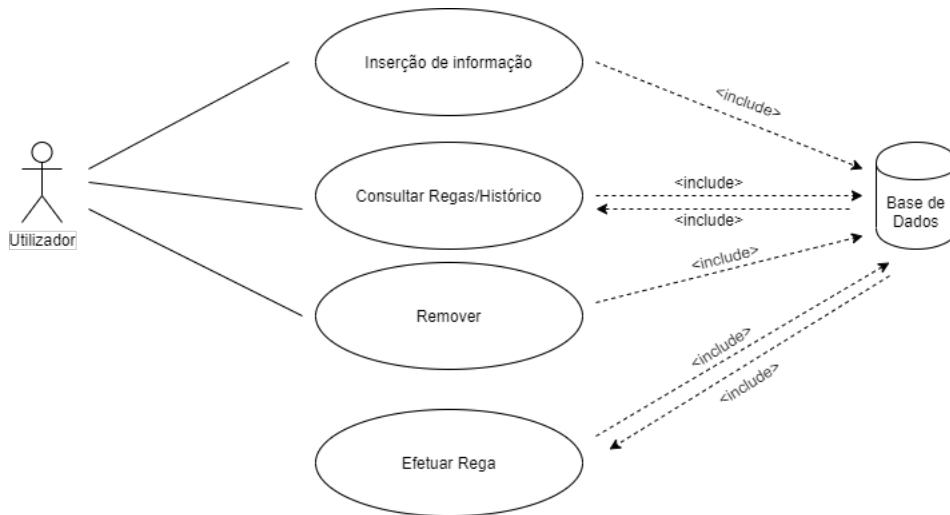 Inserção de informação
<include>
Utilizador
Consultar Regas/Histórico
<include>
<include>
Base de
Dados
<include>
Remover
<include>
<include>
Efetuar Rega